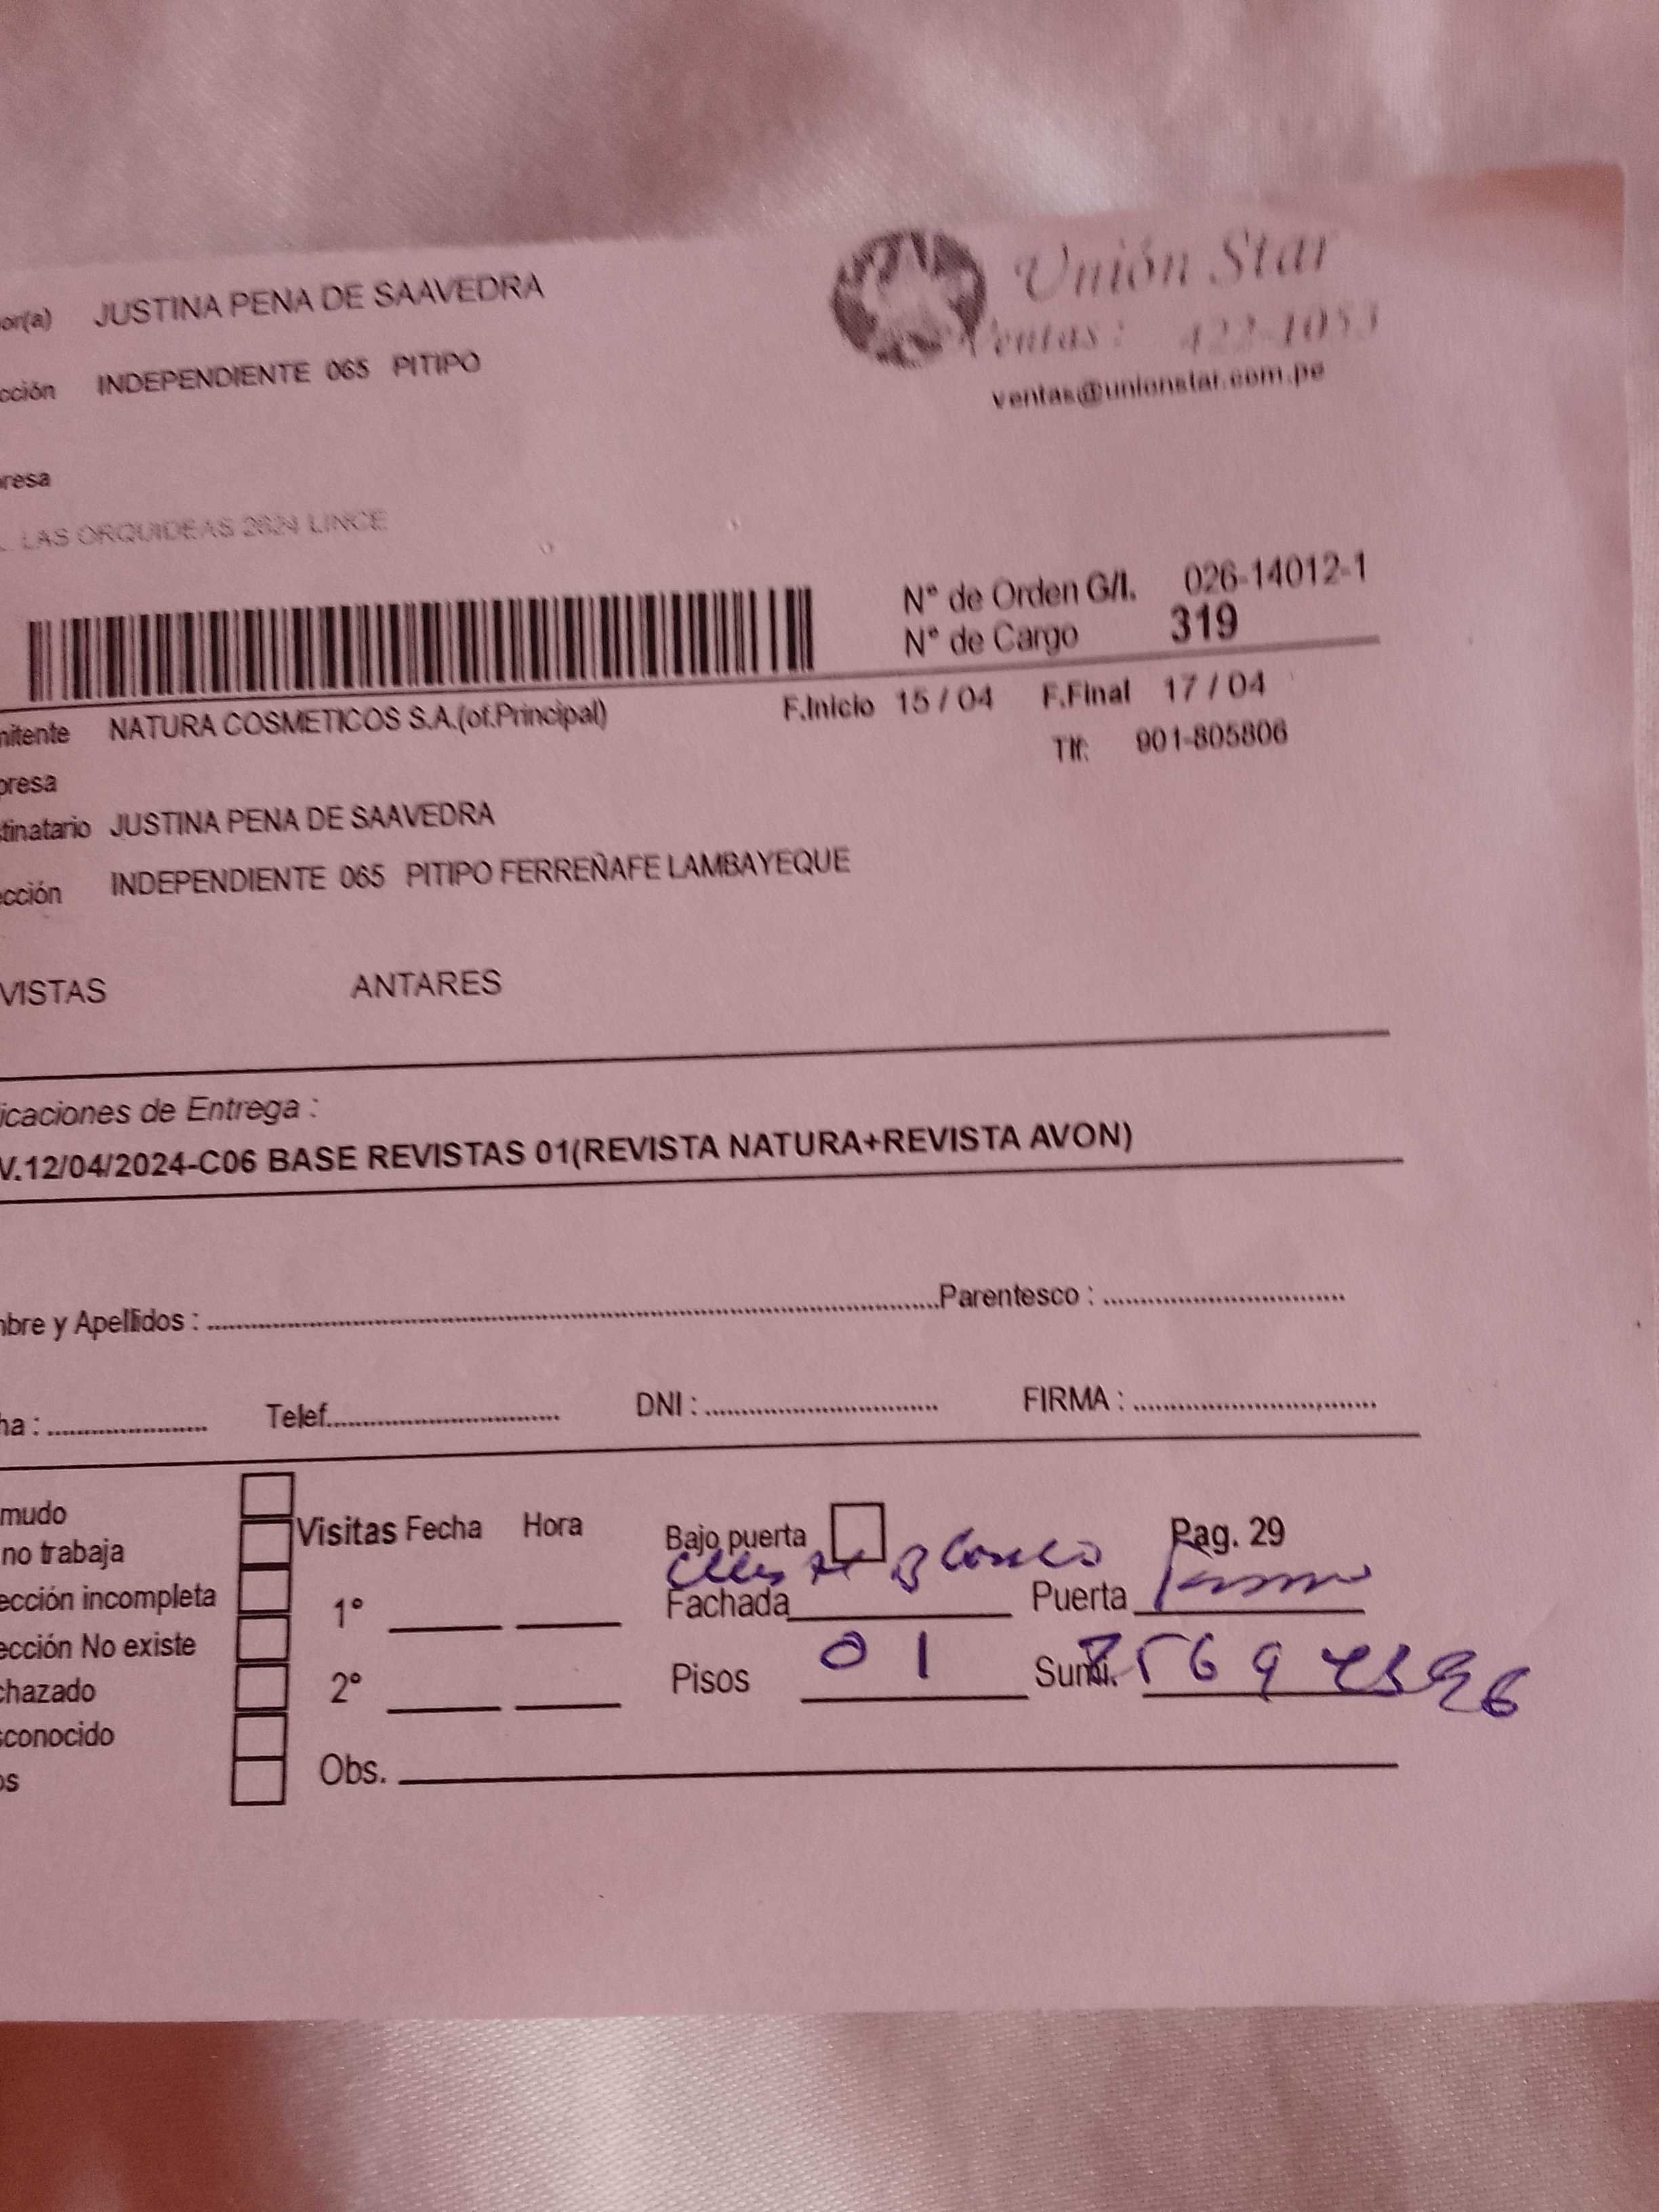 or(a) JUSTINA PENA DE SAAVEDRA
Unión Star
Ventas: 422-1053
cción INDEPENDIENTE 065 PITIPO
ventas@unionstar.com.pe
resa
LAS ORQUIDEAS 2624 LINCE
N° de Orden G/I. 026-14012-1
N° de Cargo 319
mitente NATURA COSMETICOS S.A.(of.Principal) F.Inicio 15 / 04 F.Final 17 / 04
Tlf: 901-805806
presa
tinatario JUSTINA PENA DE SAAVEDRA
ección INDEPENDIENTE 065 PITIPO FERREÑAFE LAMBAYEQUE
VISTAS ANTARES
icaciones de Entrega :
V.12/04/2024-C06 BASE REVISTAS 01(REVISTA NATURA+REVISTA AVON)
bre y Apellidos : Parentesco :
ha : Telef. DNI : FIRMA :
mudo
no trabaja
ección incompleta
ección No existe
chazado
sconocido
os
Visitas Fecha Hora
1°
2°
Bajo puerta Pag. 29
Fachada Puerta
Pisos 01 Sumi.
Obs.